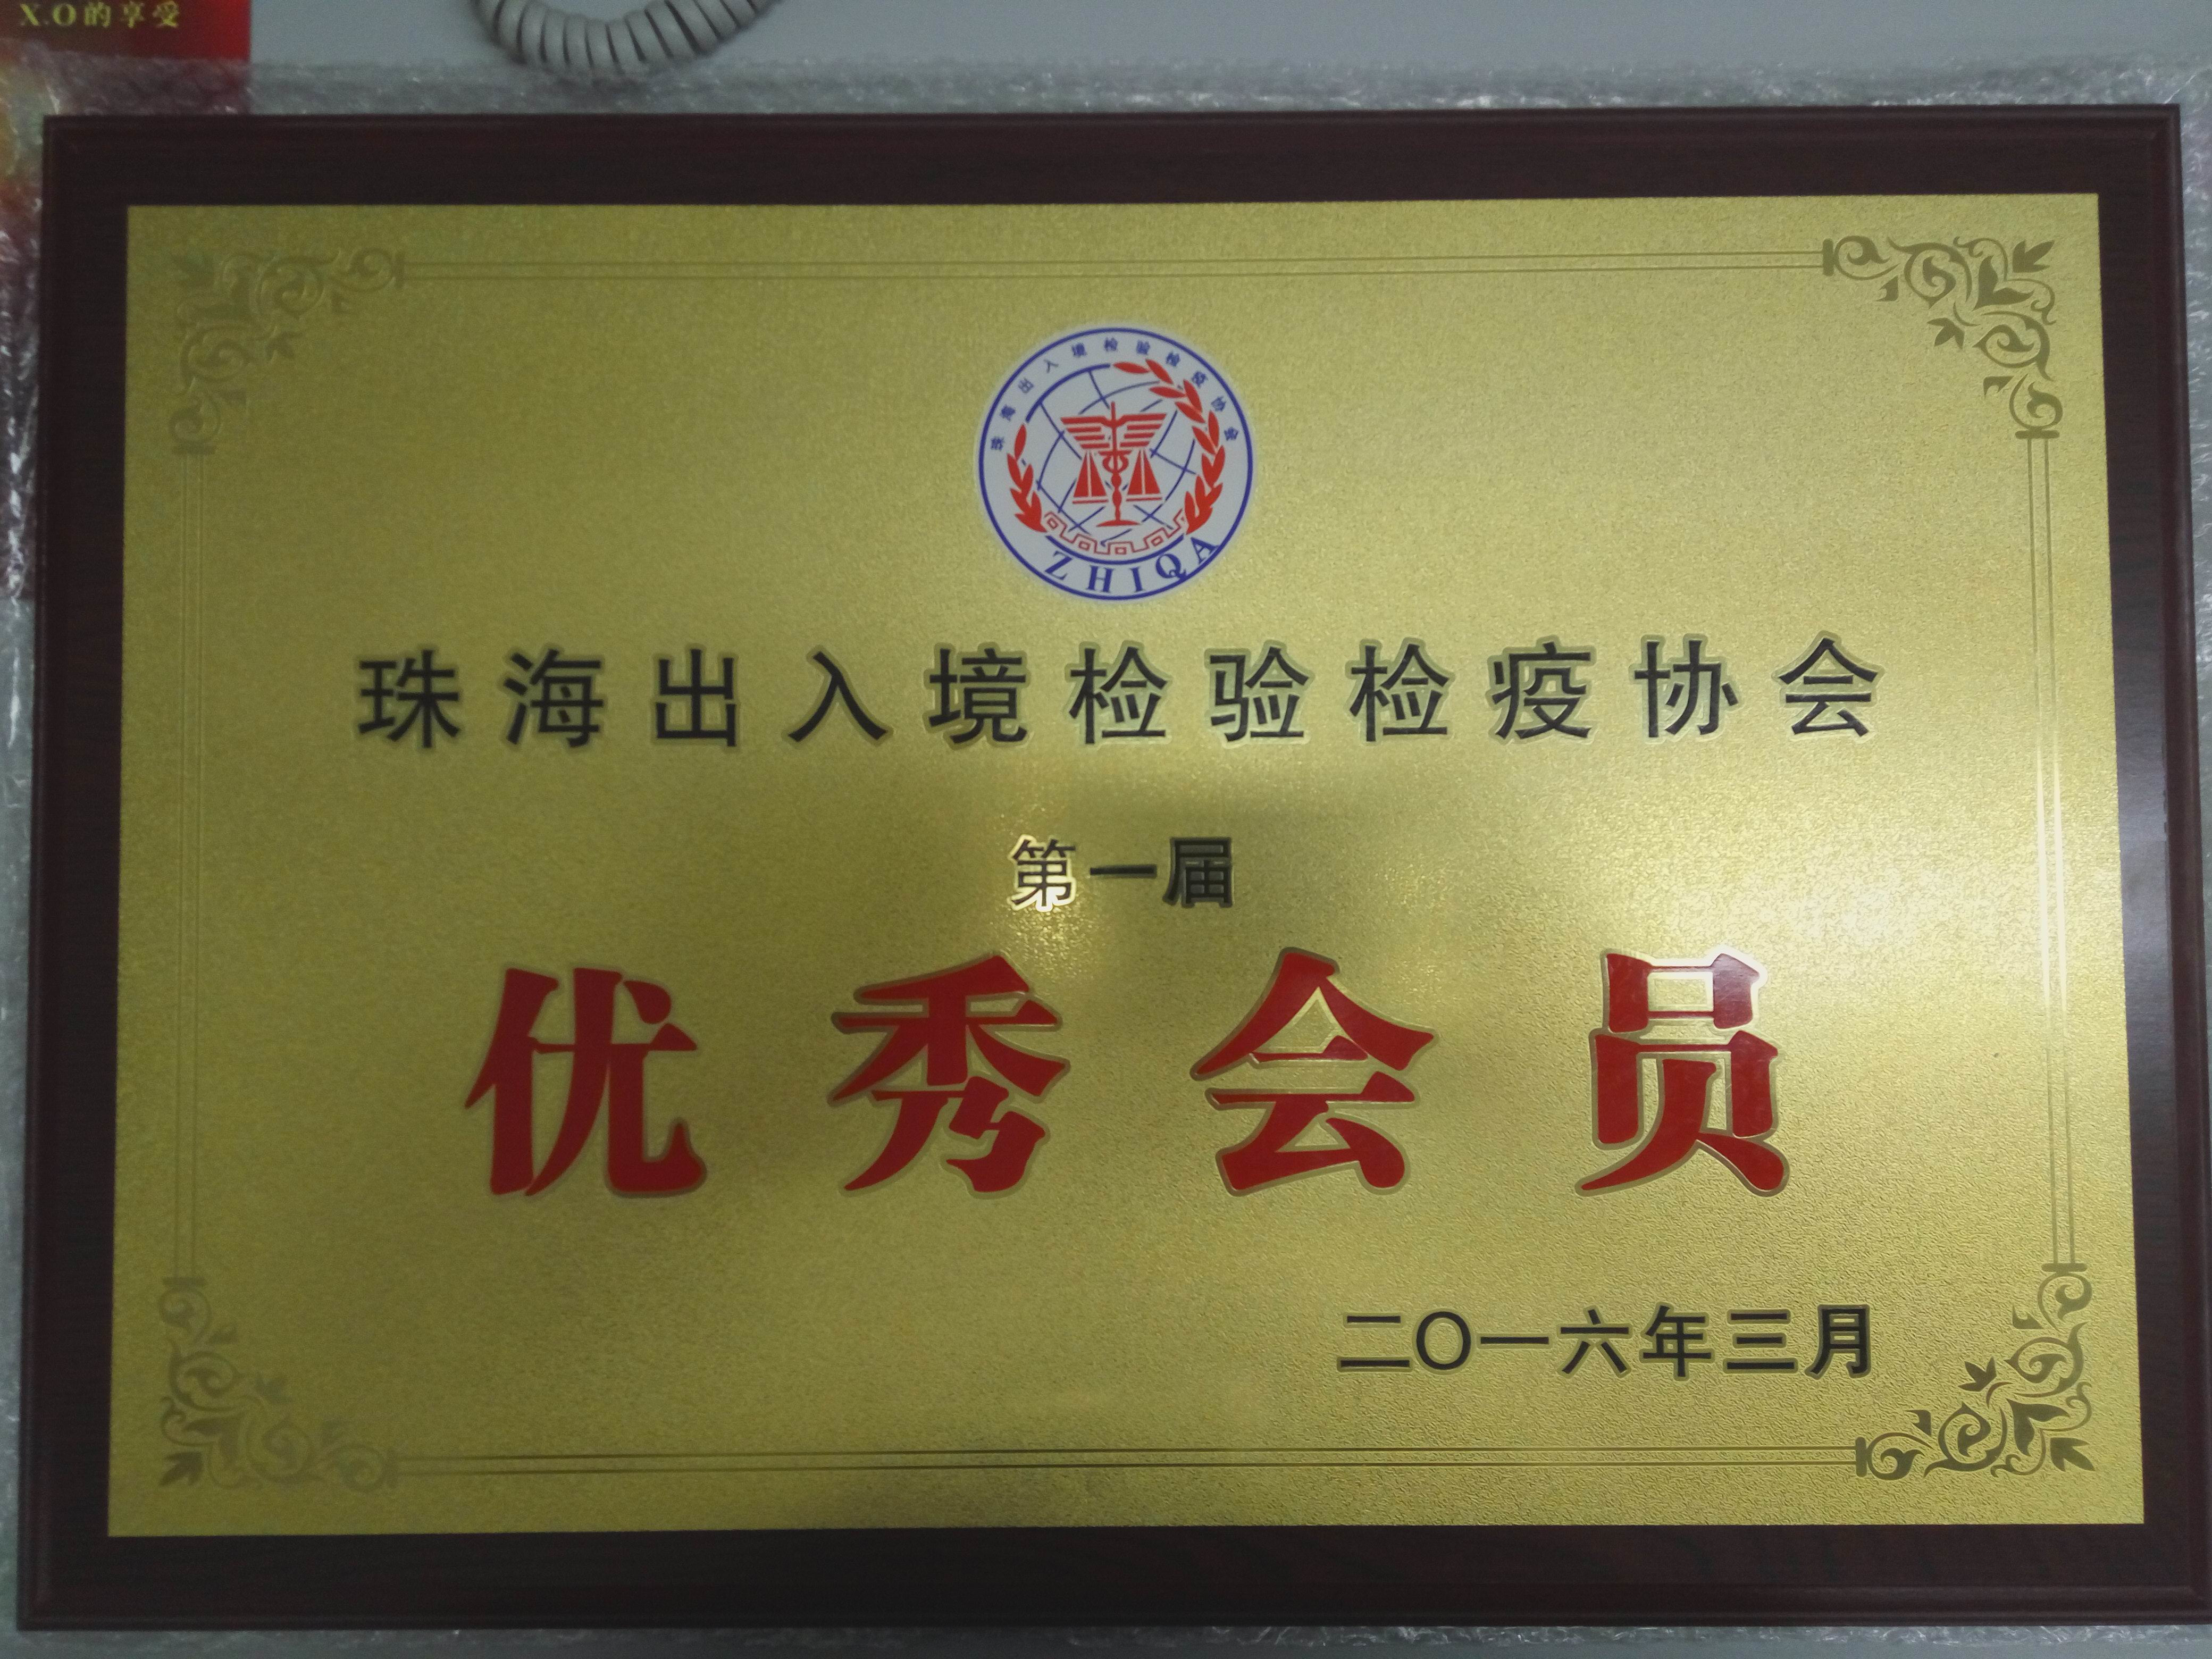 X.O的享受
珠海出入境检验检疫协会
ZHIQA
珠海出入境检验检疫协会
第一届
优秀会员
二〇一六年三月